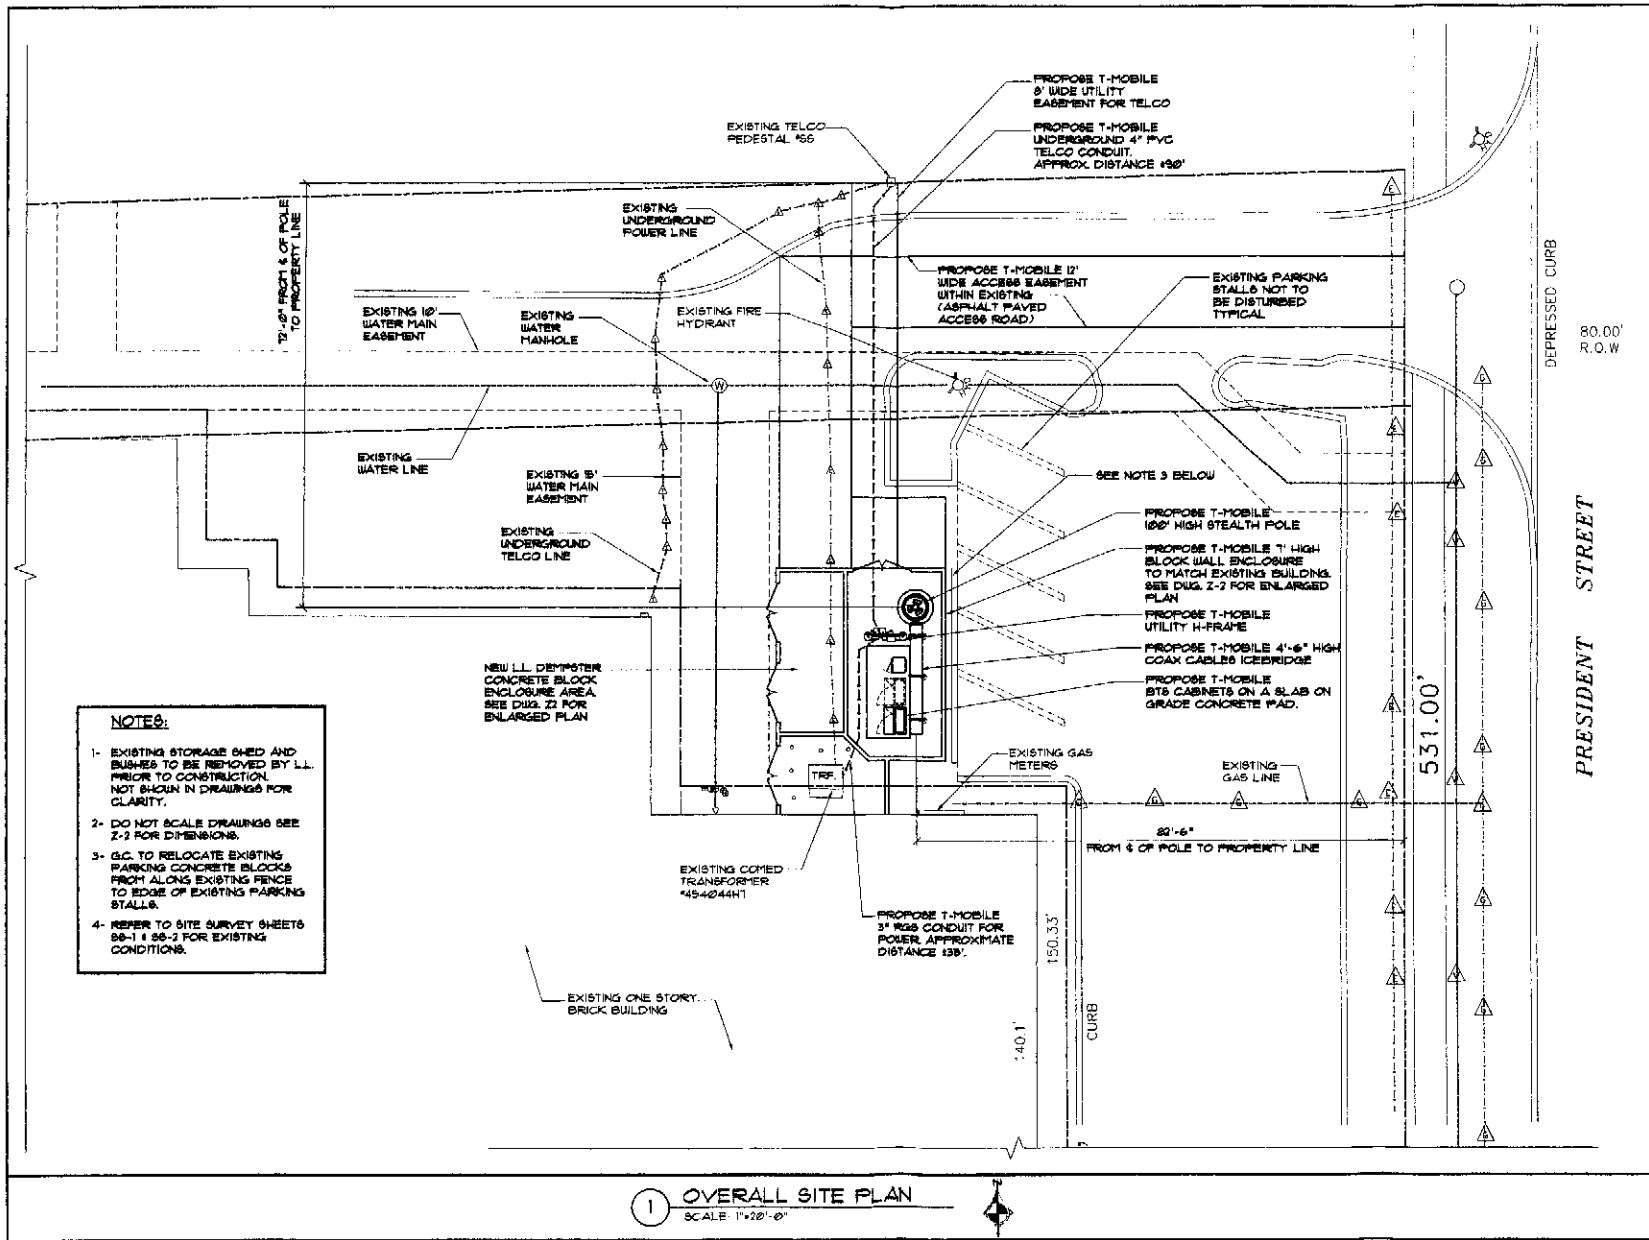 PROPOSE T-MOBILE
8' WIDE UTILITY
EASEMENT FOR TELCO
EXISTING TELCO
PEDESTAL
PROPOSE T-MOBILE
UNDERGROUND 4" PVC
TELCO CONDUIT.
APPROX. DISTANCE ±90'
FROM ℄ OF POLE
TO PROPERTY LINE
EXISTING
UNDERGROUND
POWER LINE
PROPOSE T-MOBILE 12'
WIDE ACCESS EASEMENT
WITHIN EXISTING
(ASPHALT PAVED
ACCESS ROAD)
EXISTING PARKING
STALLS NOT TO
BE DISTURBED
TYPICAL
EXISTING 10'
WATER MAIN
EASEMENT
EXISTING
WATER
MANHOLE
EXISTING FIRE
HYDRANT
DEPRESSED CURB
80.00'
R.O.W
W
EXISTING
WATER LINE
EXISTING 15'
WATER MAIN
EASEMENT
SEE NOTE 3 BELOW
EXISTING
UNDERGROUND
TELCO LINE
PROPOSE T-MOBILE
100' HIGH STEALTH POLE
PROPOSE T-MOBILE 7' HIGH
BLOCK WALL ENCLOSURE
TO MATCH EXISTING BUILDING.
SEE DWG. Z-2 FOR ENLARGED
PLAN
PROPOSE T-MOBILE
UTILITY H-FRAME
PROPOSE T-MOBILE 4'-6" HIGH
COAX CABLES ICEBRIDGE
PROPOSE T-MOBILE
BTS CABINETS ON A SLAB ON
GRADE CONCRETE PAD.
PRESIDENT STREET
531.00'
NEW L.L. DEMPSTER
CONCRETE BLOCK
ENCLOSURE AREA.
SEE DWG. Z2 FOR
ENLARGED PLAN
TRF.
EXISTING GAS
METERS
EXISTING
GAS LINE
82'-6"
FROM ℄ OF POLE TO PROPERTY LINE
NOTES:
1- EXISTING STORAGE SHED AND
BUSHES TO BE REMOVED BY L.L.
PRIOR TO CONSTRUCTION.
NOT SHOWN IN DRAWINGS FOR
CLARITY.
2- DO NOT SCALE DRAWINGS SEE
Z-2 FOR DIMENSIONS.
3- G.C. TO RELOCATE EXISTING
PARKING CONCRETE BLOCKS
FROM ALONG EXISTING FENCE
TO EDGE OF EXISTING PARKING
STALLS.
4- REFER TO SITE SURVEY SHEETS
SS-1 & SS-2 FOR EXISTING
CONDITIONS.
EXISTING COMED
TRANSFORMER
PROPOSE T-MOBILE
3" RGS CONDUIT FOR
POWER. APPROXIMATE
DISTANCE ±38'.
EXISTING ONE STORY
BRICK BUILDING
150.33'
140.1'
CURB
1
OVERALL SITE PLAN
SCALE: 1"=20'-0"